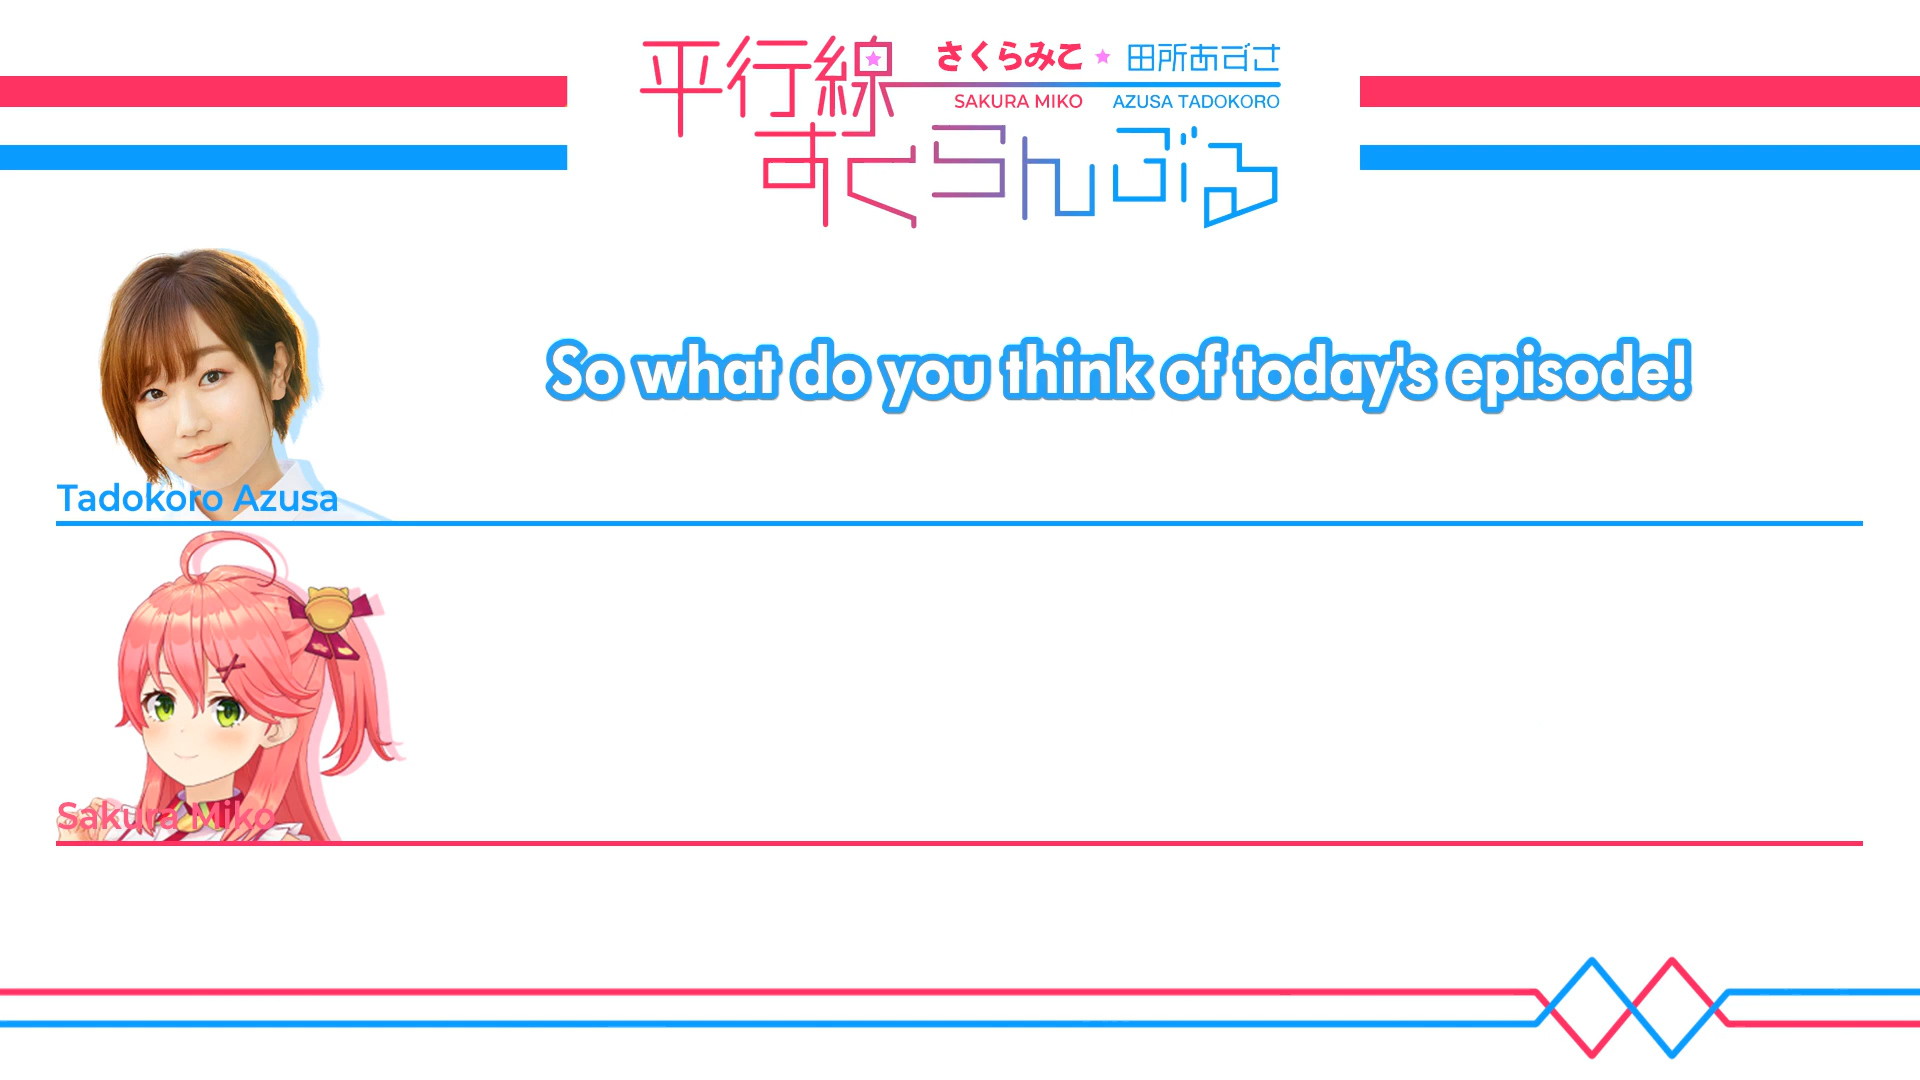 平行線
すくらんぶる
さくらみこ★田所あずさ
SAKURA MIKO AZUSA TADOKORO
So what do you think of today's episode!
Tadokoro Azusa
Sakura Miko